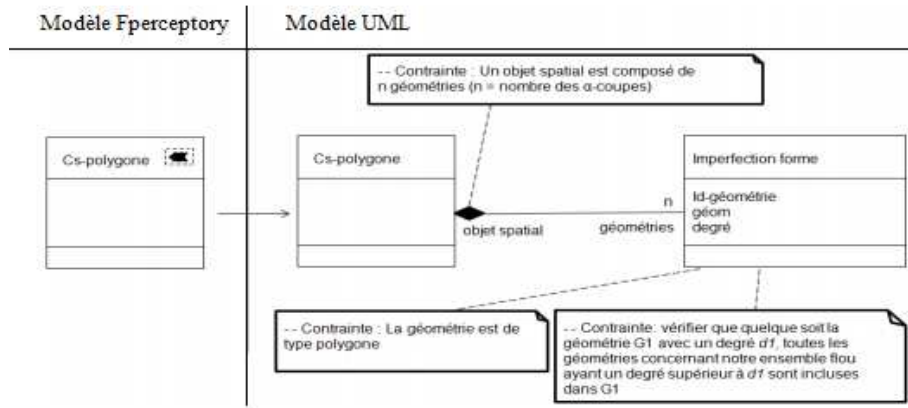 Modèle Fperceptory
Modèle UML
-- Contrainte : Un objet spatial est composé de
n géométries (n = nombre des α-coupes)
Cs-polygone
Cs-polygone
Imperfection forme
Id-géométrie
géom
degré
n
objet spatial
géométries
-- Contrainte : La géométrie est de
type polygone
-- Contrainte: vérifier que quelque soit la
géométrie G1 avec un degré d1, toutes les
géométries concernant notre ensemble flou
ayant un degré supérieur à d1 sont incluses
dans G1